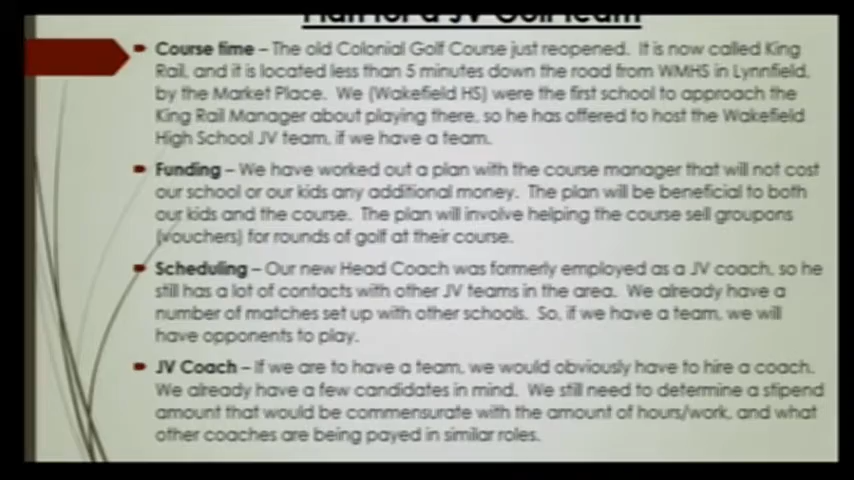 Plan for a JV Golf Team
Course time – The old Colonial Golf Course just reopened. It is now called King
Rail, and it is located less than 5 minutes down the road from WMHS in Lynnfield,
by the Market Place. We (Wakefield HS) were the first school to approach the
King Rail Manager about playing there, so he has offered to host the Wakefield
High School JV team, if we have a team.
Funding – We have worked out a plan with the course manager that will not cost
our school or our kids any additional money. The plan will be beneficial to both
our kids and the course. The plan will involve helping the course sell groupons
(vouchers) for rounds of golf at their course.
Scheduling – Our new Head Coach was formerly employed as a JV coach, so he
still has a lot of contacts with other JV teams in the area. We already have a
number of matches set up with other schools. So, if we have a team, we will
have opponents to play.
JV Coach – If we are to have a team, we would obviously have to hire a coach.
We already have a few candidates in mind. We still need to determine a stipend
amount that would be commensurate with the amount of hours/work, and what
other coaches are being payed in similar roles.